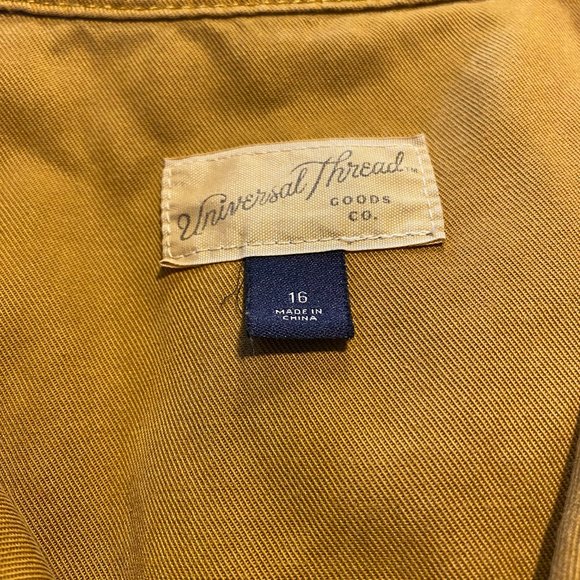 Universal Thread™
GOODS
CO.
16
MADE IN
CHINA